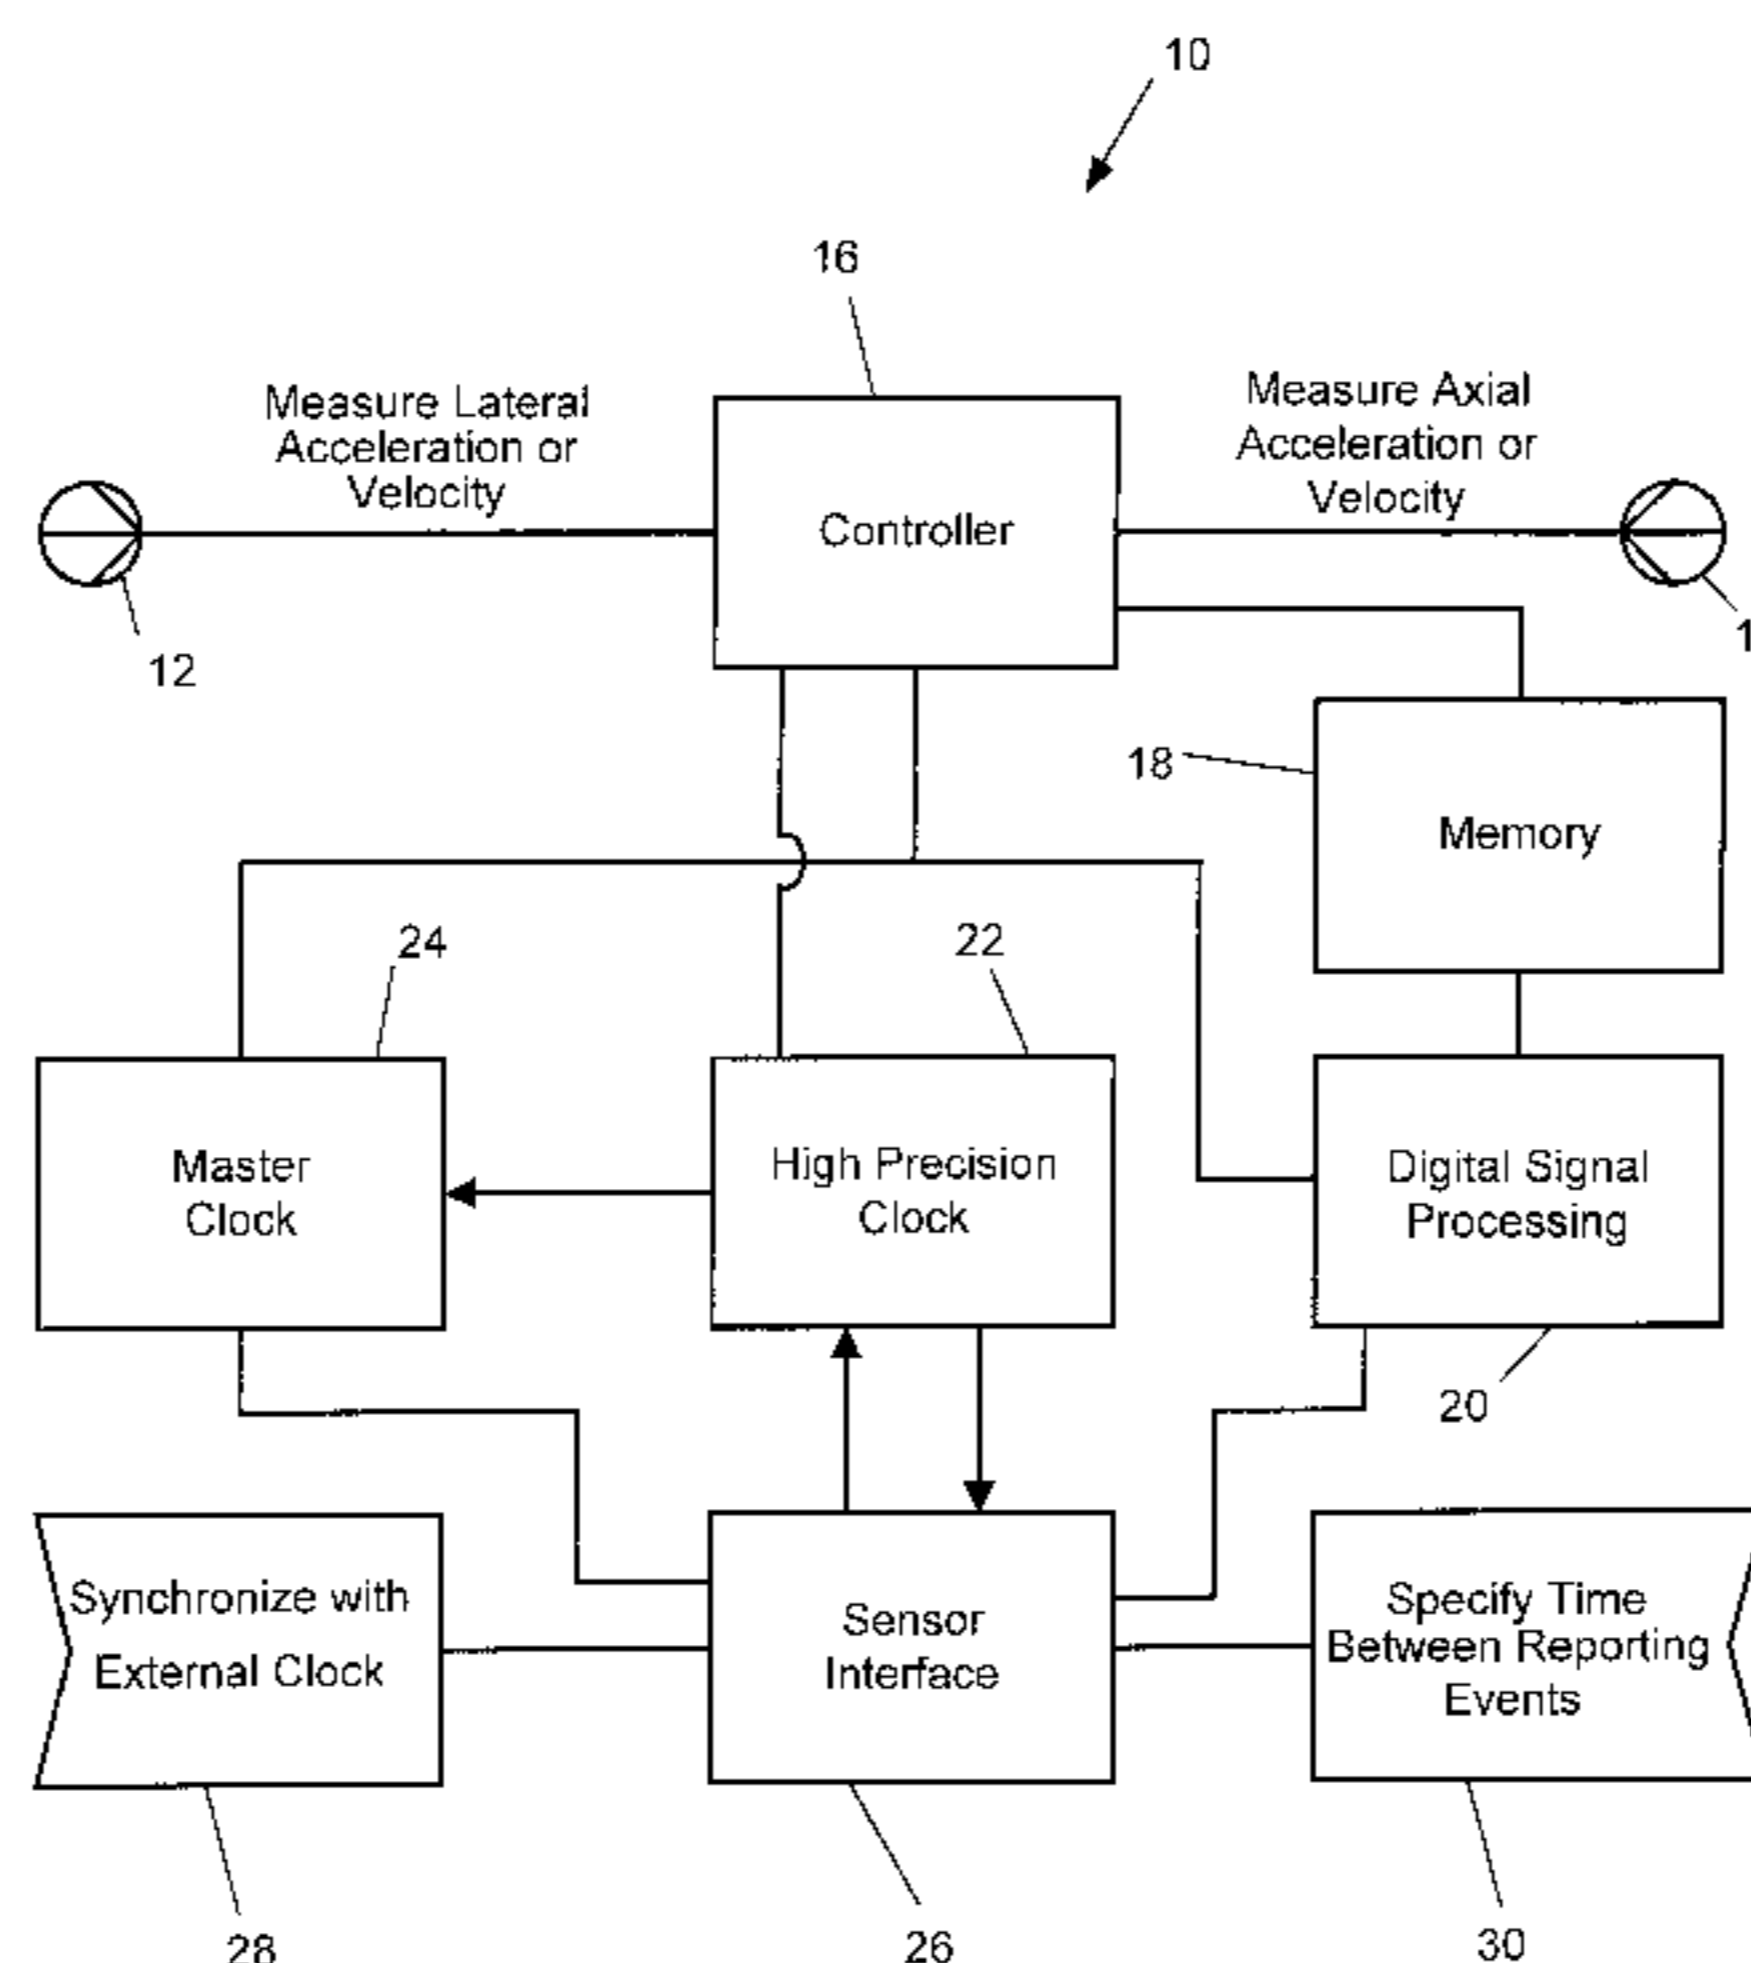 10
16
Measure Lateral
Acceleration or
Velocity
Measure Axial
Acceleration or
Velocity
Controller
12
1
18
Memory
24
22
Master
Clock
High Precision
Clock
Digital Signal
Processing
20
Synchronize with
External Clock
Sensor
Interface
Specify Time
Between Reporting
Events
28
26
30